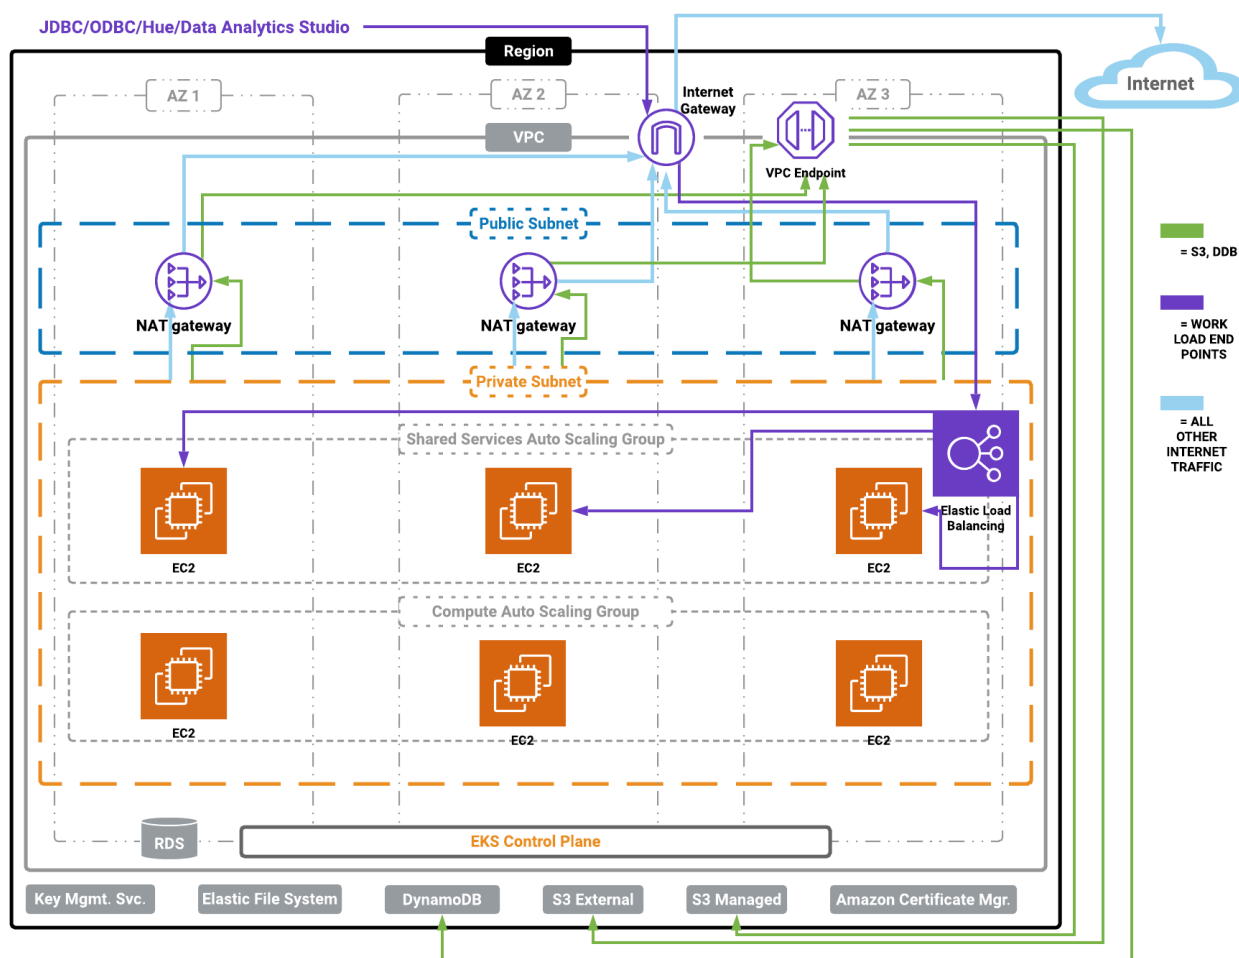 JDBC/ODBC/Hue/Data Analytics Studio
Region
Internet
AZ 1
AZ 2
Internet
Gateway
AZ 3
VPC
VPC Endpoint
Public Subnet
= S3, DDB
NAT gateway
NAT gateway
NAT gateway
= WORK
LOAD END
POINTS
Private Subnet
= ALL
OTHER
INTERNET
TRAFFIC
Shared Services Auto Scaling Group
Elastic Load
Balancing
EC2
EC2
EC2
Compute Auto Scaling Group
EC2
EC2
EC2
RDS
EKS Control Plane
Key Mgmt. Svc.
Elastic File System
DynamoDB
S3 External
S3 Managed
Amazon Certificate Mgr.